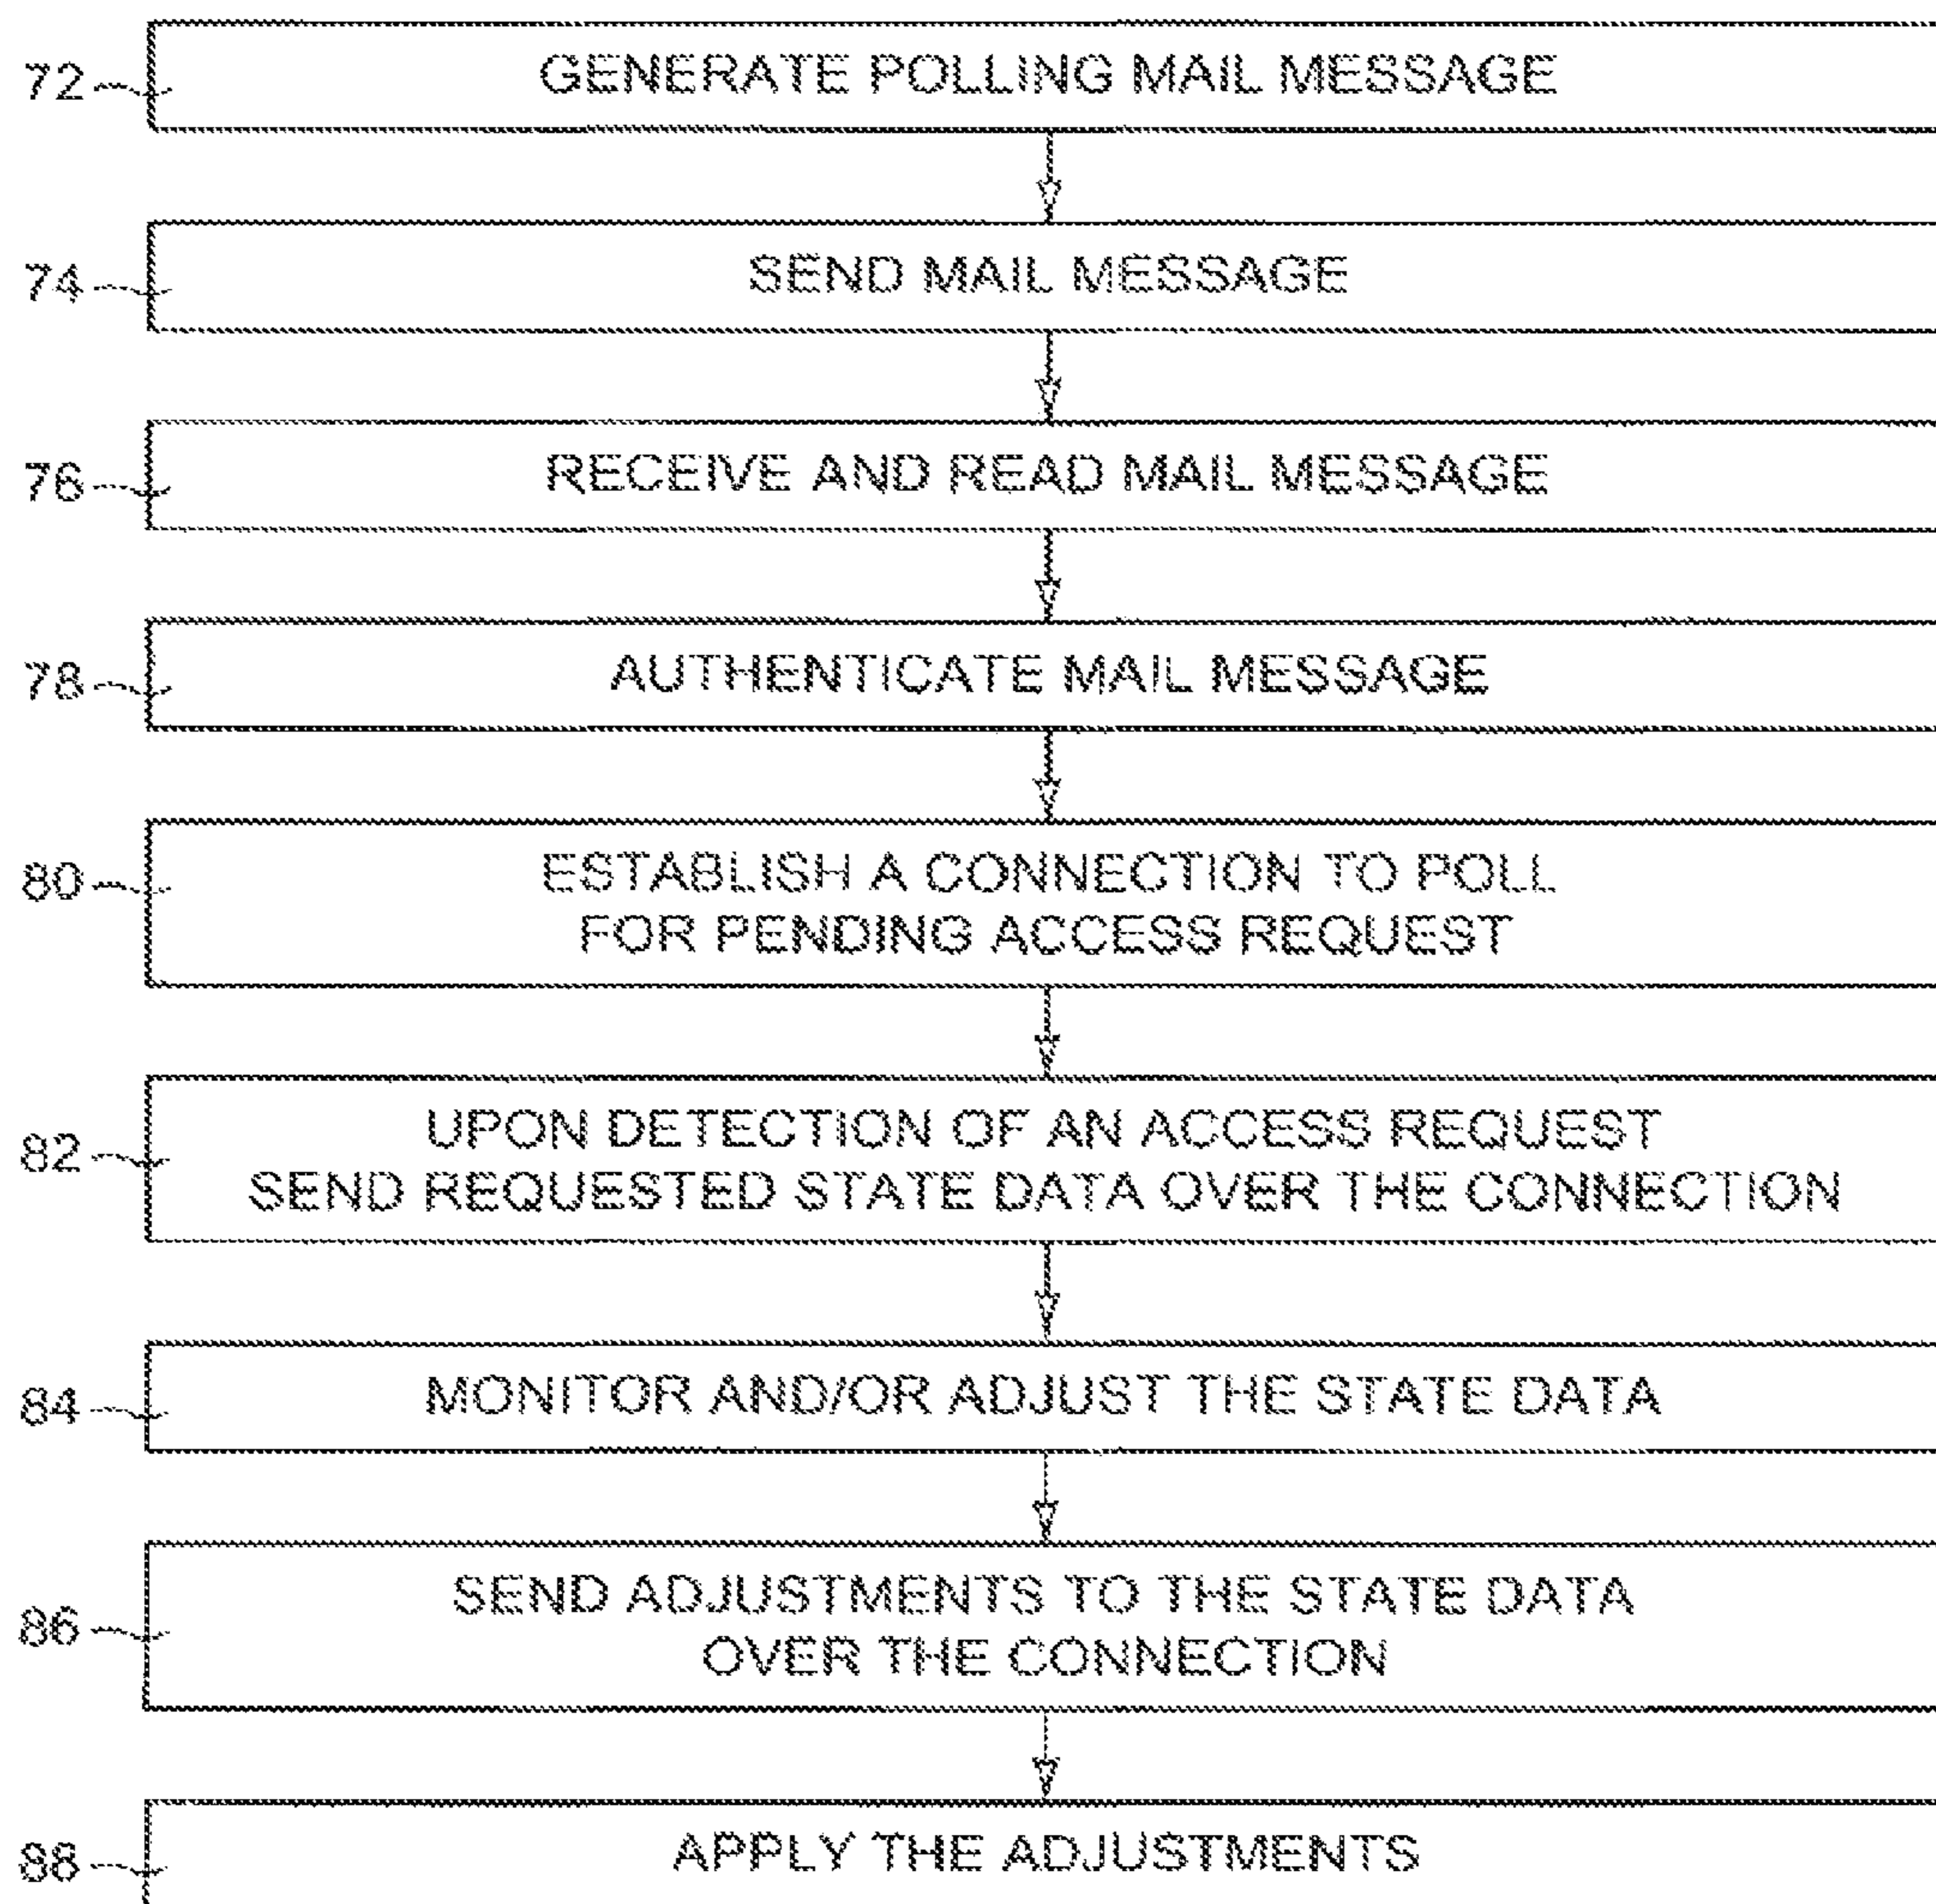 72
GENERATE POLLING MAIL MESSAGE
74
SEND MAIL MESSAGE
76
RECEIVE AND READ MAIL MESSAGE
78
AUTHENTICATE MAIL MESSAGE
80
ESTABLISH A CONNECTION TO POLL
FOR PENDING ACCESS REQUEST
82
UPON DETECTION OF AN ACCESS REQUEST
SEND REQUESTED STATE DATA OVER THE CONNECTION
84
MONITOR AND/OR ADJUST THE STATE DATA
86
SEND ADJUSTMENTS TO THE STATE DATA
OVER THE CONNECTION
88
APPLY THE ADJUSTMENTS